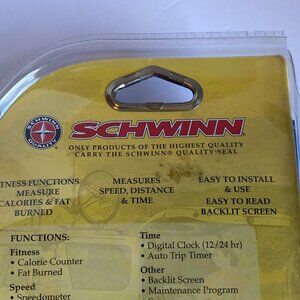 SCHWINN
QUALITY
SCHWINN
ONLY PRODUCTS OF THE HIGHEST QUALITY
CARRY THE SCHWINN® QUALITY-SEAL
TNESS FUNCTIONS
MEASURE
CALORIES & FAT
BURNED
MEASURES
SPEED, DISTANCE
& TIME
EASY TO INSTALL
& USE
EASY TO READ
BACKLIT SCREEN
FUNCTIONS:
Fitness
• Calorie Counter
• Fat Burned
Speed
• Speedometer
Time
• Digital Clock (12/24 hr)
• Auto Trip Timer
Other
• Backlit Screen
• Maintenance Program